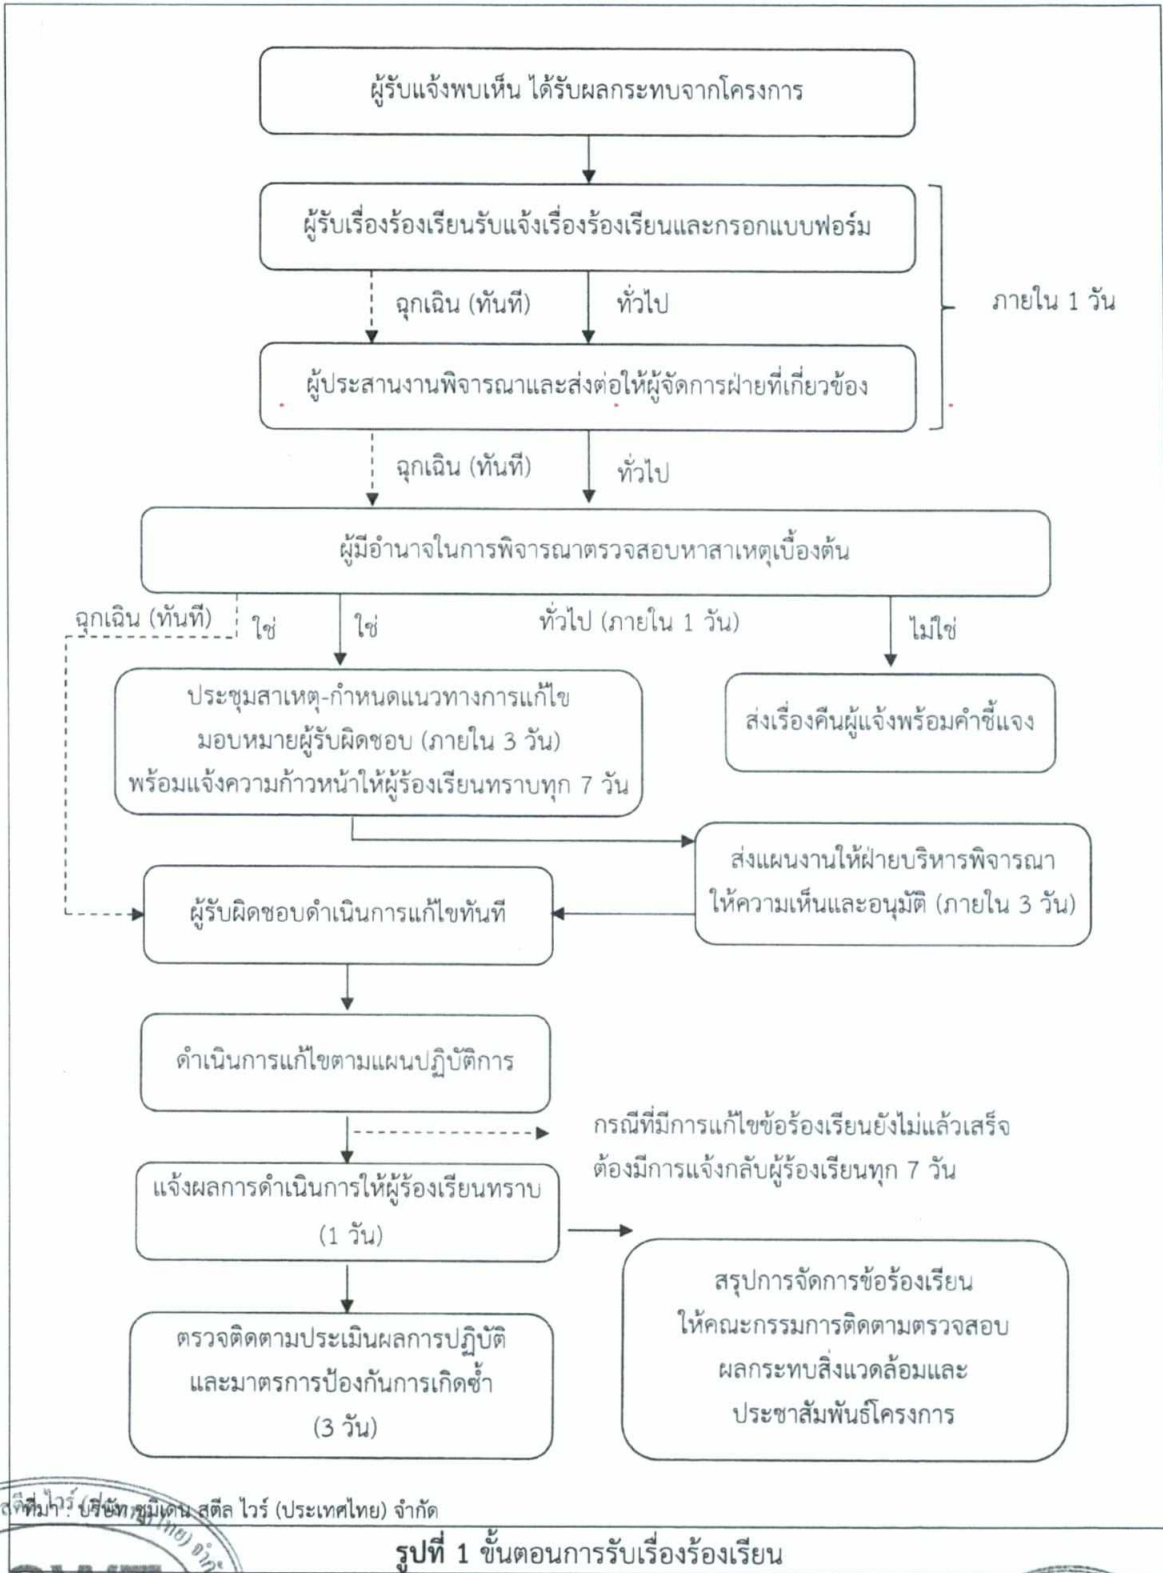 ผู้รับแจ้งพบเห็น ได้รับผลกระทบจากโครงการ
ผู้รับเรื่องร้องเรียนรับแจ้งเรื่องร้องเรียนและกรอกแบบฟอร์ม
ฉุกเฉิน (ทันที)
ทั่วไป
ภายใน 1 วัน
ผู้ประสานงานพิจารณาและส่งต่อให้ผู้จัดการฝ่ายที่เกี่ยวข้อง
ฉุกเฉิน (ทันที)
ทั่วไป
ผู้มีอำนาจในการพิจารณาตรวจสอบหาสาเหตุเบื้องต้น
ฉุกเฉิน (ทันที)
ใช่
ใช่
ทั่วไป (ภายใน 1 วัน)
ไม่ใช่
ประชุมสาเหตุ-กำหนดแนวทางการแก้ไข
มอบหมายผู้รับผิดชอบ (ภายใน 3 วัน)
พร้อมแจ้งความก้าวหน้าให้ผู้ร้องเรียนทราบทุก 7 วัน
ส่งเรื่องคืนผู้แจ้งพร้อมคำชี้แจง
ส่งแผนงานให้ฝ่ายบริหารพิจารณา
ให้ความเห็นและอนุมัติ (ภายใน 3 วัน)
ผู้รับผิดชอบดำเนินการแก้ไขทันที
ดำเนินการแก้ไขตามแผนปฏิบัติการ
กรณีที่มีการแก้ไขข้อร้องเรียนยังไม่แล้วเสร็จ
ต้องมีการแจ้งกลับผู้ร้องเรียนทุก 7 วัน
แจ้งผลการดำเนินการให้ผู้ร้องเรียนทราบ
(1 วัน)
สรุปการจัดการข้อร้องเรียน
ให้คณะกรรมการติดตามตรวจสอบ
ผลกระทบสิ่งแวดล้อมและ
ประชาสัมพันธ์โครงการ
ตรวจติดตามประเมินผลการปฏิบัติ
และมาตรการป้องกันการเกิดซ้ำ
(3 วัน)
ที่มา : บริษัท ซูมิเดน สตีล ไวร์ (ประเทศไทย) จำกัด
รูปที่ 1 ขั้นตอนการรับเรื่องร้องเรียน